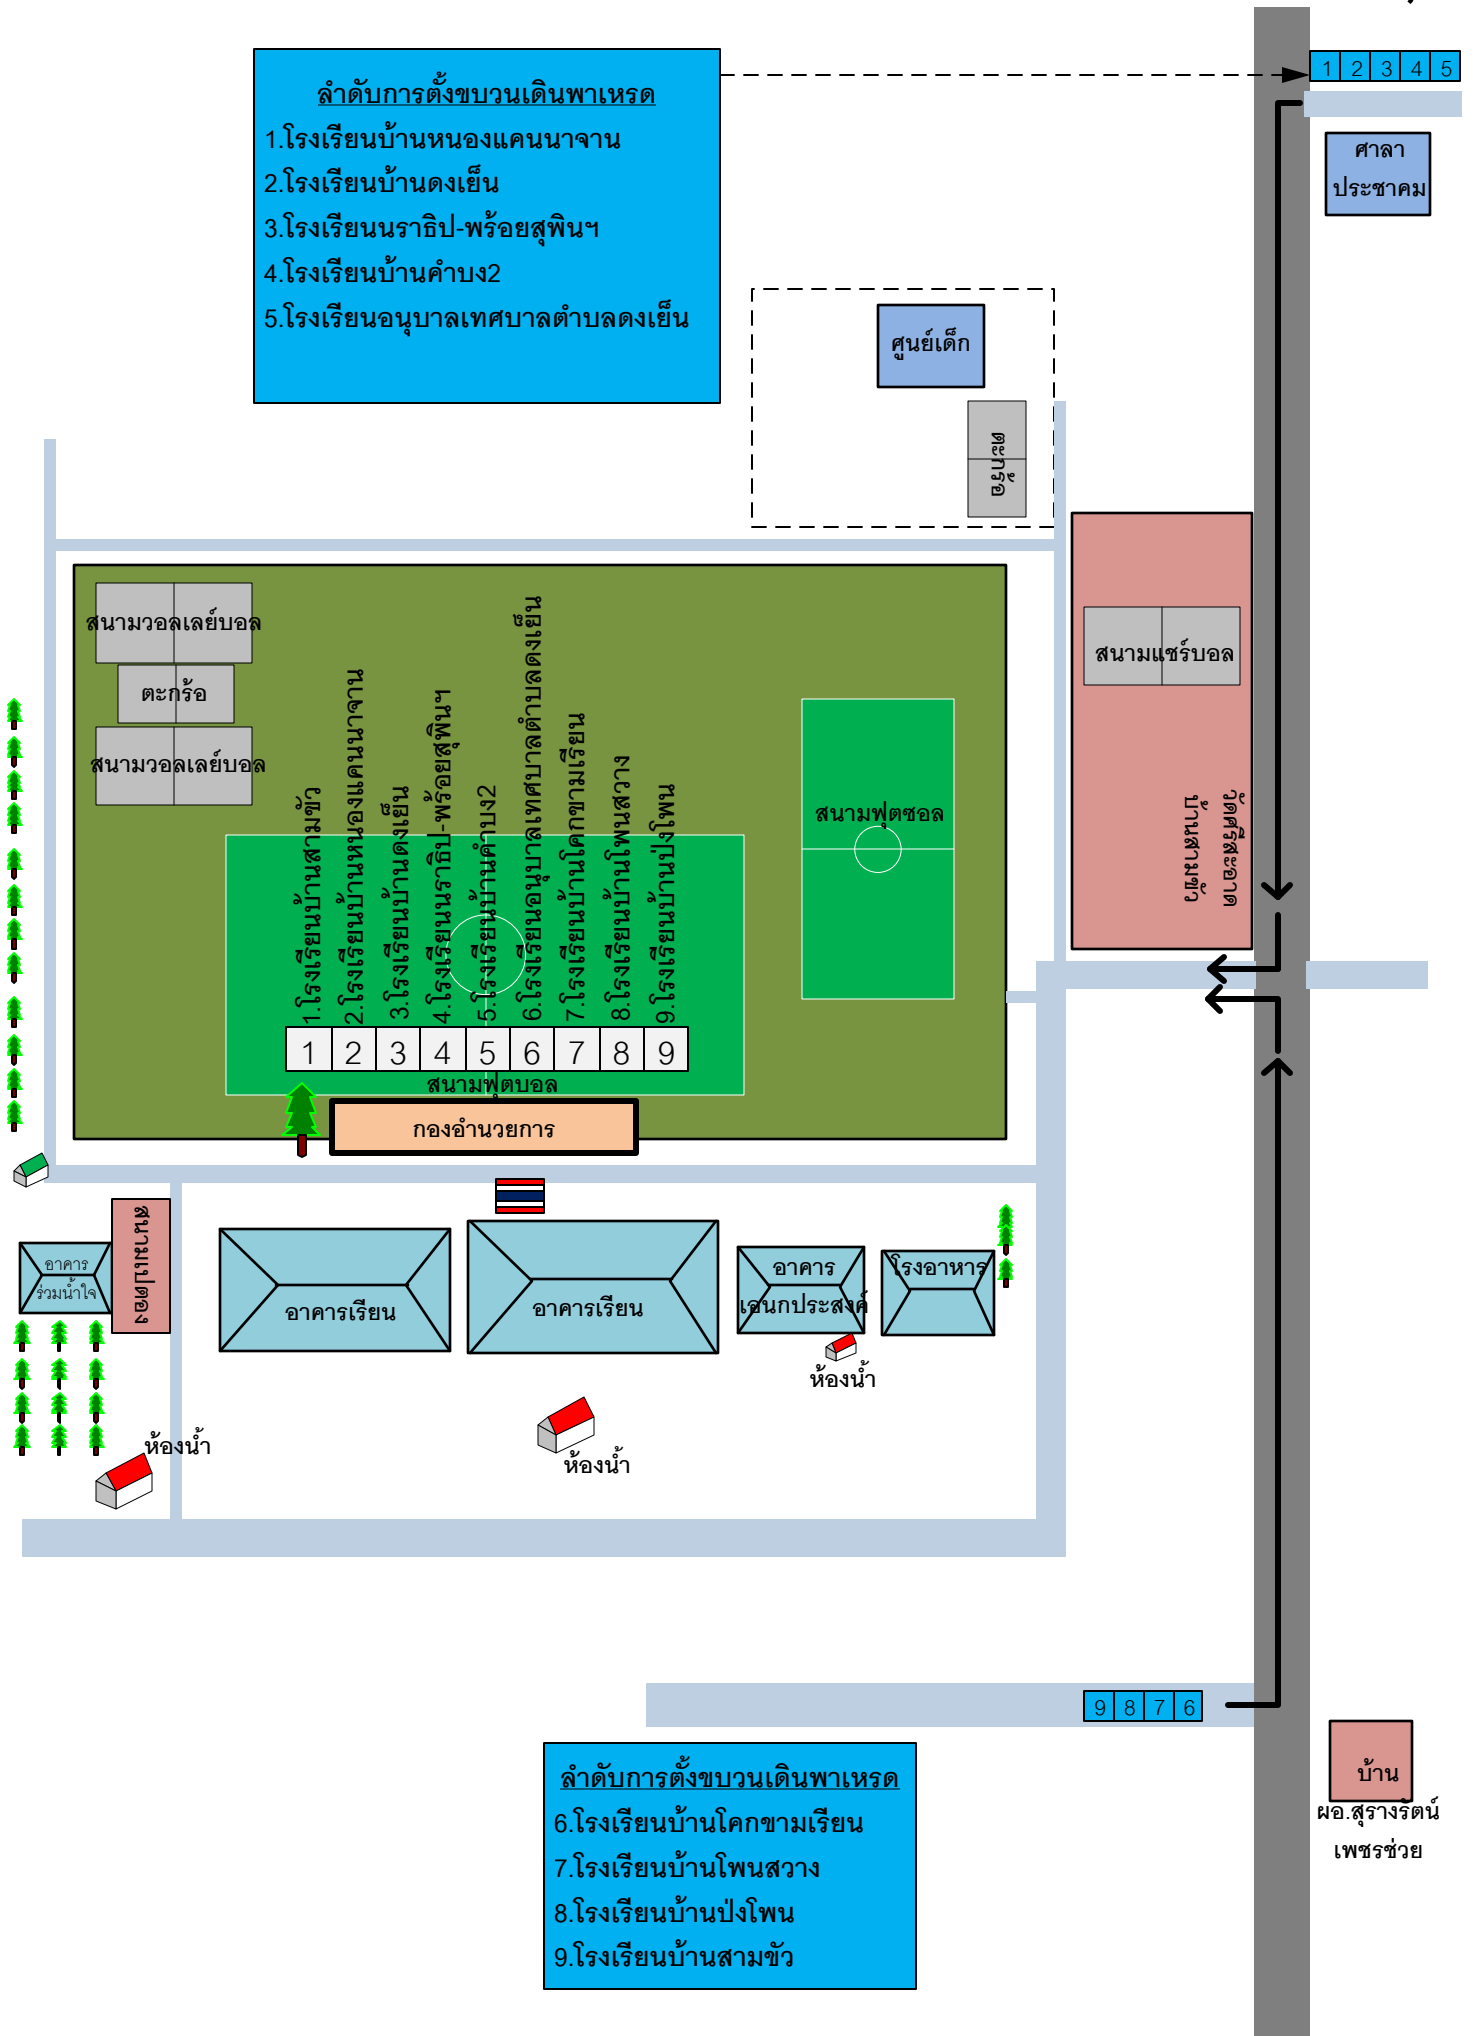 ลำดับการตั้งขบวนเดินพาเหรด
1.โรงเรียนบ้านหนองแคนนาจาน
2.โรงเรียนบ้านดงเย็น
3.โรงเรียนนราธิป-พร้อยสุพินฯ
4.โรงเรียนบ้านคำบง2
5.โรงเรียนอนุบาลเทศบาลตำบลดงเย็น
1 2 3 4 5
ศาลา
ประชาคม
ศูนย์เด็ก
ตะกร้อ
สนามวอลเลย์บอล
ตะกร้อ
สนามวอลเลย์บอล
1.โรงเรียนบ้านสามขัว
2.โรงเรียนบ้านหนองแคนนาจาน
3.โรงเรียนบ้านดงเย็น
4.โรงเรียนนราธิป-พร้อยสุพินฯ
5.โรงเรียนบ้านคำบง2
6.โรงเรียนอนุบาลเทศบาลตำบลดงเย็น
7.โรงเรียนบ้านโคกขามเรียน
8.โรงเรียนบ้านโพนสวาง
9.โรงเรียนบ้านป่งโพน
1 2 3 4 5 6 7 8 9
สนามฟุตบอล
กองอำนวยการ
สนามฟุตซอล
สนามแชร์บอล
วัดศรีสะอาด
บ้านสามขัว
สนามเปตอง
อาคาร
ร่วมน้ำใจ
อาคารเรียน
อาคารเรียน
อาคาร
เอนกประสงค์
โรงอาหาร
ห้องน้ำ
ห้องน้ำ
ห้องน้ำ
9 8 7 6
ลำดับการตั้งขบวนเดินพาเหรด
6.โรงเรียนบ้านโคกขามเรียน
7.โรงเรียนบ้านโพนสวาง
8.โรงเรียนบ้านป่งโพน
9.โรงเรียนบ้านสามขัว
บ้าน
ผอ.สุรางรัตน์
เพชรช่วย